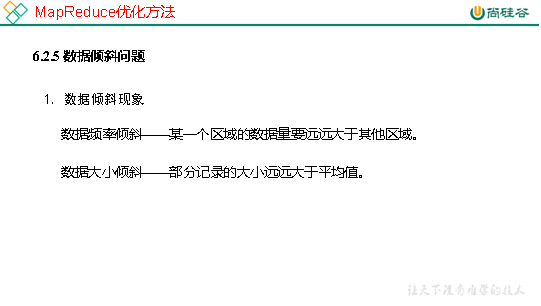 MapReduce优化方法
尚硅谷
6.2.5 数据倾斜问题
1. 数据倾斜现象
数据频率倾斜——某一个区域的数据量要远远大于其他区域。
数据大小倾斜——部分记录的大小远远大于平均值。
让天下没有难学的技术